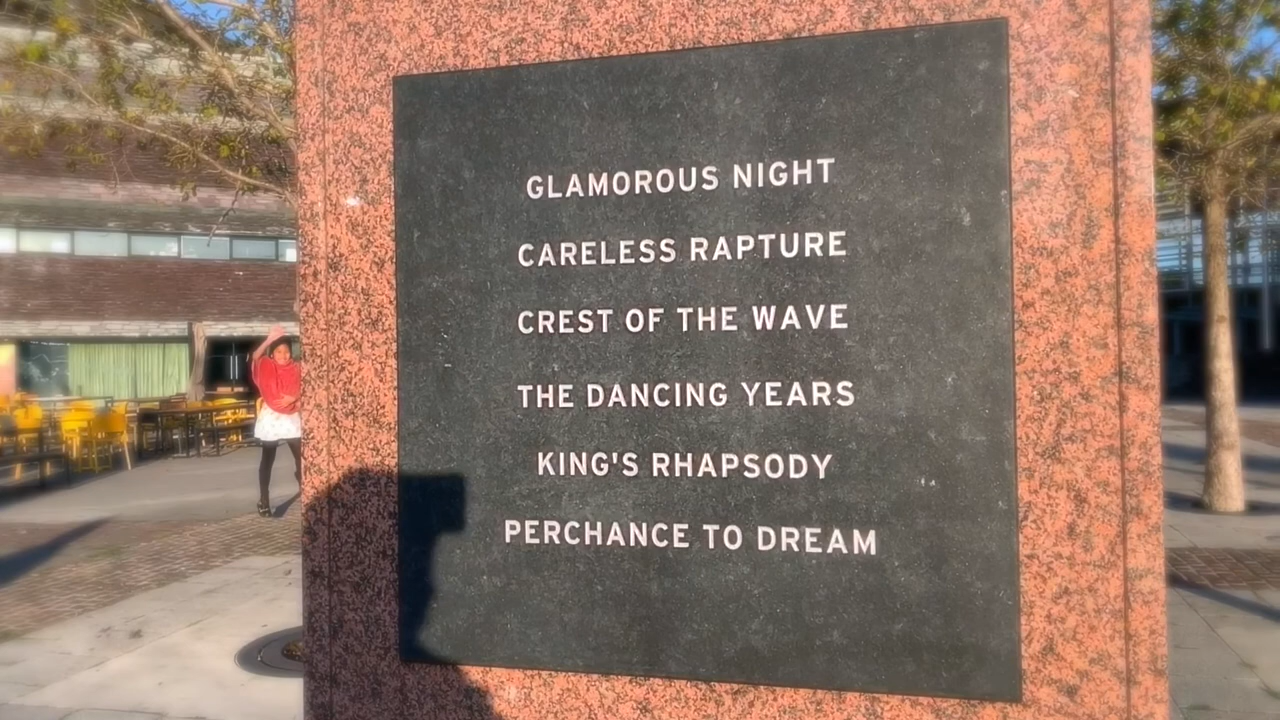 GLAMOROUS NIGHT
CARELESS RAPTURE
CREST OF THE WAVE
THE DANCING YEARS
KING'S RHAPSODY
PERCHANCE TO DREAM